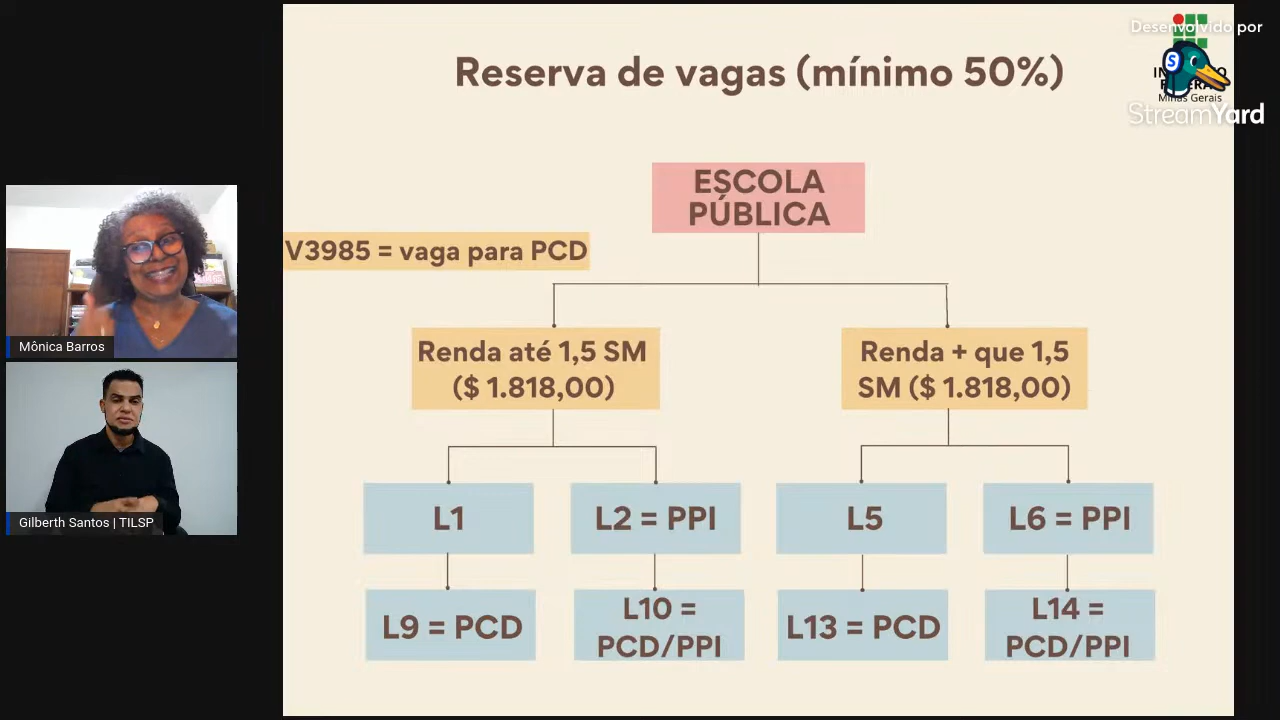 Desenvolvido por
Reserva de vagas (mínimo 50%)
Minas Gerais
StreamYard
ESCOLA
PÚBLICA
V3985 = vaga para PCD
Renda até 1,5 SM
($ 1.818,00)
Renda + que 1,5
SM ($ 1.818,00)
Mônica Barros
L1
L2 = PPI
L5
L6 = PPI
Gilberth Santos | TILSP
L9 = PCD
L10 =
PCD/PPI
L13 = PCD
L14 =
PCD/PPI